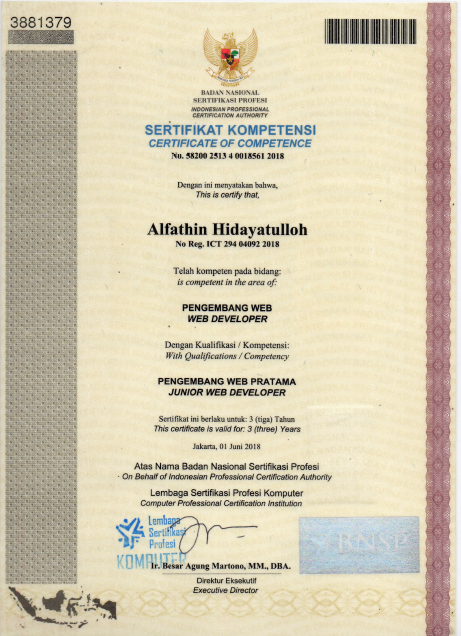 3881379
BADAN NASIONAL
SERTIFIKASI PROFESI
INDONESIAN PROFESSIONAL
CERTIFICATION AUTHORITY
SERTIFIKAT KOMPETENSI
CERTIFICATE OF COMPETENCE
No. 58200 2513 4 0018561 2018
Dengan ini menyatakan bahwa,
This is certify that,
Alfathin Hidayatulloh
No Reg. ICT 294 04092 2018
Telah kompeten pada bidang:
is competent in the area of:
PENGEMBANG WEB
WEB DEVELOPER
Dengan Kualifikasi / Kompetensi:
With Qualifications / Competency
PENGEMBANG WEB PRATAMA
JUNIOR WEB DEVELOPER
Sertifikat ini berlaku untuk: 3 (tiga) Tahun
This certificate is valid for: 3 (three) Years
Jakarta, 01 Juni 2018
Atas Nama Badan Nasional Sertifikasi Profesi
On Behalf of Indonesian Professional Certification Authority
Lembaga Sertifikasi Profesi Komputer
Computer Professional Certification Institution
Lembaga
Sertifikasi
Profesi
KOMPUTER
BNSP
Ir. Besar Agung Martono, MM., DBA.
Direktur Eksekutif
Executive Director